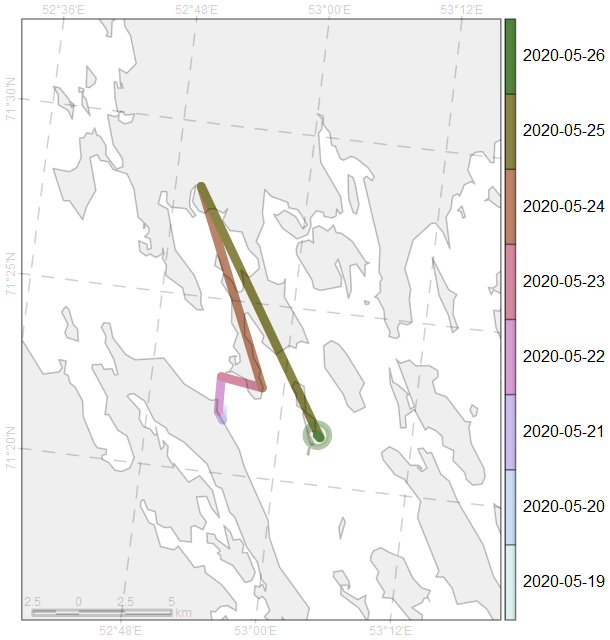 52°36'E 52°48'E 53°00'E 53°12'E
71°30'N
71°25'N
71°20'N
2020-05-26
2020-05-25
2020-05-24
2020-05-23
2020-05-22
2020-05-21
2020-05-20
2020-05-19
2.5 0 2.5 5 km
52°48'E 53°00'E 53°12'E